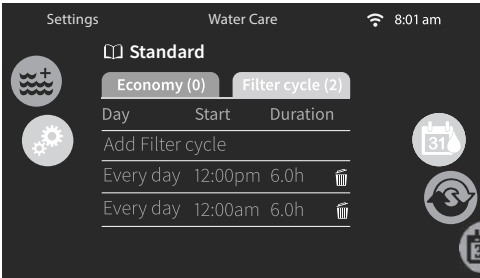 Settings Water Care 8:01 am
Standard
Economy (0) Filter cycle (2)
Day Start Duration
Add Filter cycle
Every day 12:00pm 6.0h
31
Every day 12:00am 6.0h